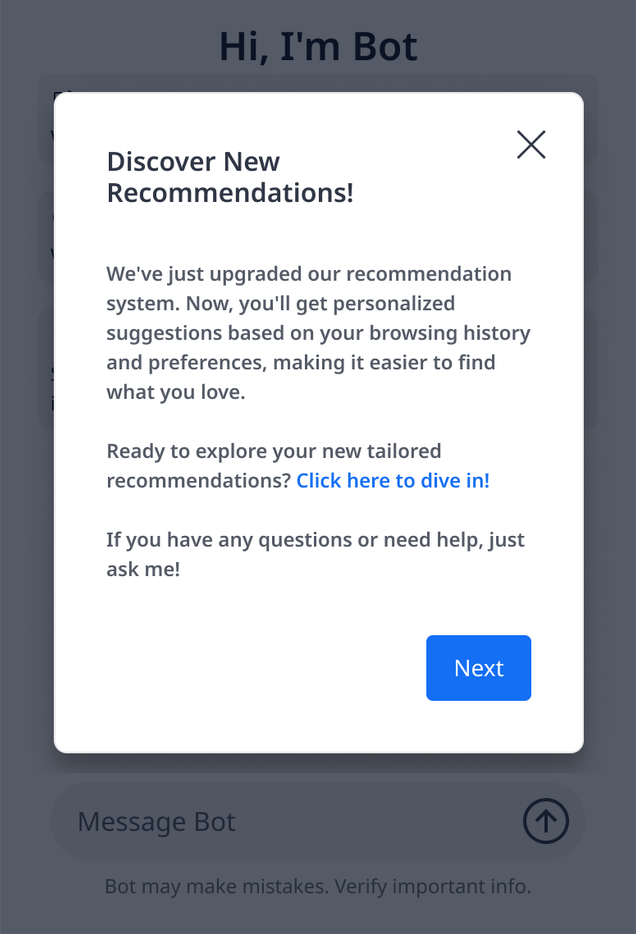 Hi, I'm Bot
Discover New
Recommendations!
We've just upgraded our recommendation
system. Now, you'll get personalized
suggestions based on your browsing history
and preferences, making it easier to find
what you love.
Ready to explore your new tailored
recommendations? Click here to dive in!
If you have any questions or need help, just
ask me!
Next
Message Bot
Bot may make mistakes. Verify important info.